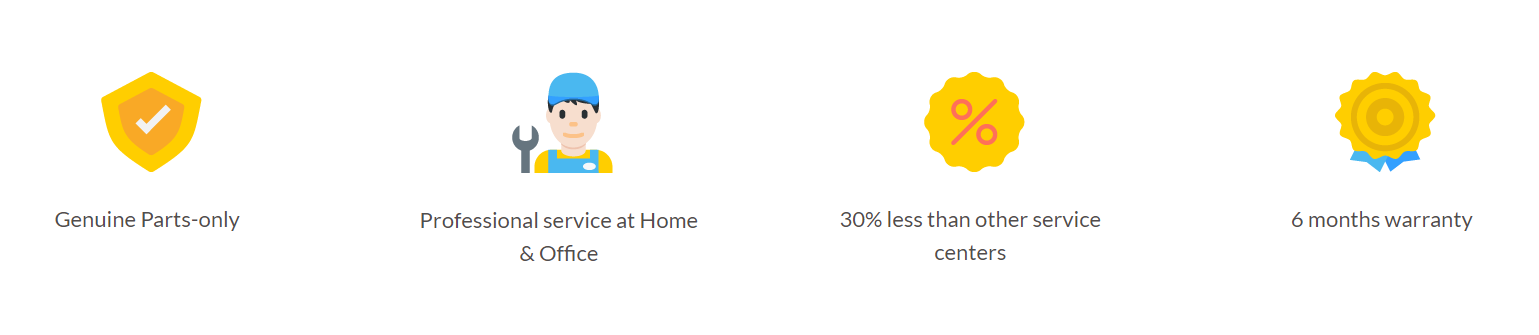 Genuine Parts-only
Professional service at Home
& Office
30% less than other service
centers
6 months warranty